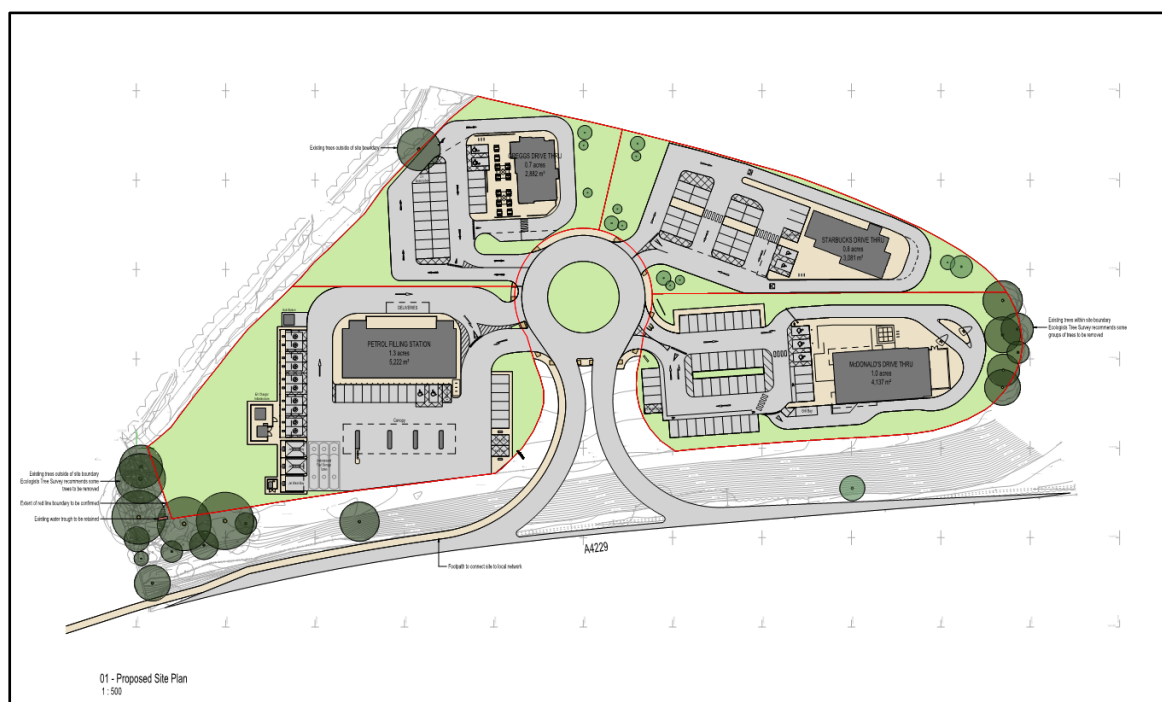 Existing trees outside of site boundary
GREGGS DRIVE THRU
0.7 acres
2,882 m²
STARBUCKS DRIVE THRU
0.8 acres
3,081 m²
DELIVERIES
PETROL FILLING STATION
1.3 acres
5,222 m²
McDONALD'S DRIVE THRU
1.0 acres
4,137 m²
Existing trees within site boundary
Ecologists Tree Survey recommends some
groups of trees to be removed
Canopy
Existing trees outside of site boundary
Ecologists Tree Survey recommends some
trees to be removed
Extent of red line boundary to be confirmed
Existing water trough to be retained
A4229
Footpath to connect site to local network
01 - Proposed Site Plan
1 : 500